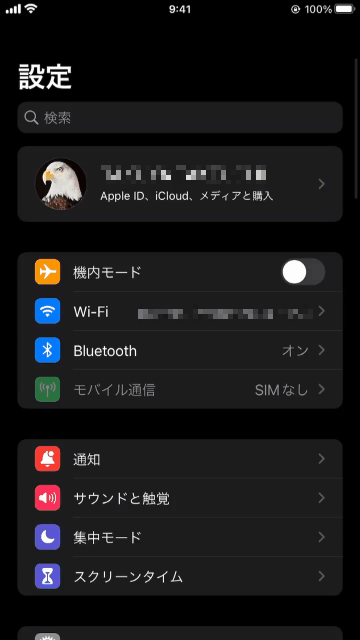 9:41
100%
設定
検索
Apple ID、iCloud、メディアと購入
機内モード
Wi-Fi
Bluetooth オン
モバイル通信 SIMなし
通知
サウンドと触覚
集中モード
スクリーンタイム